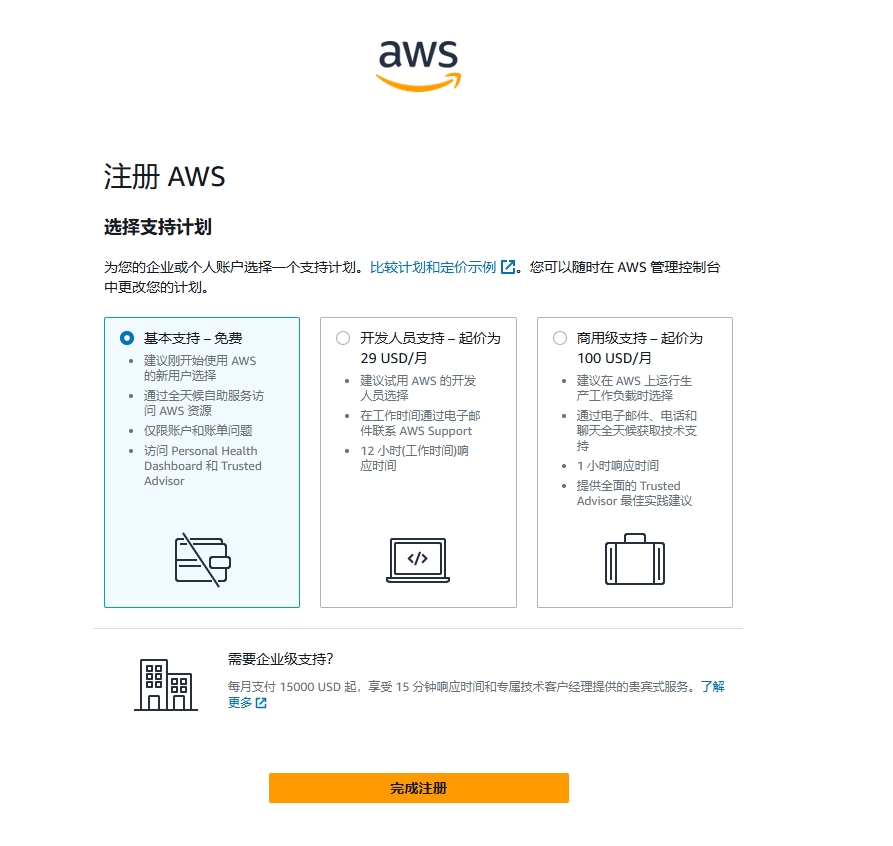 aws
注册 AWS
选择支持计划
为您的企业或个人账户选择一个支持计划。比较计划和定价示例。您可以随时在 AWS 管理控制台
中更改您的计划。
基本支持 – 免费
• 建议刚开始使用 AWS
的新用户选择
• 通过全天候自助服务访
问 AWS 资源
• 仅限账户和账单问题
• 访问 Personal Health
Dashboard 和 Trusted
Advisor
开发人员支持 – 起价为
29 USD/月
• 建议试用 AWS 的开发
人员选择
• 在工作时间通过电子邮
件联系 AWS Support
• 12 小时(工作时间)响
应时间
</>
商用级支持 – 起价为
100 USD/月
• 建议在 AWS 上运行生
产工作负载时选择
• 通过电子邮件、电话和
聊天全天候获取技术支
持
• 1 小时响应时间
• 提供全面的 Trusted
Advisor 最佳实践建议
需要企业级支持?
每月支付 15000 USD 起，享受 15 分钟响应时间和专属技术客户经理提供的贵宾式服务。了解
更多
完成注册